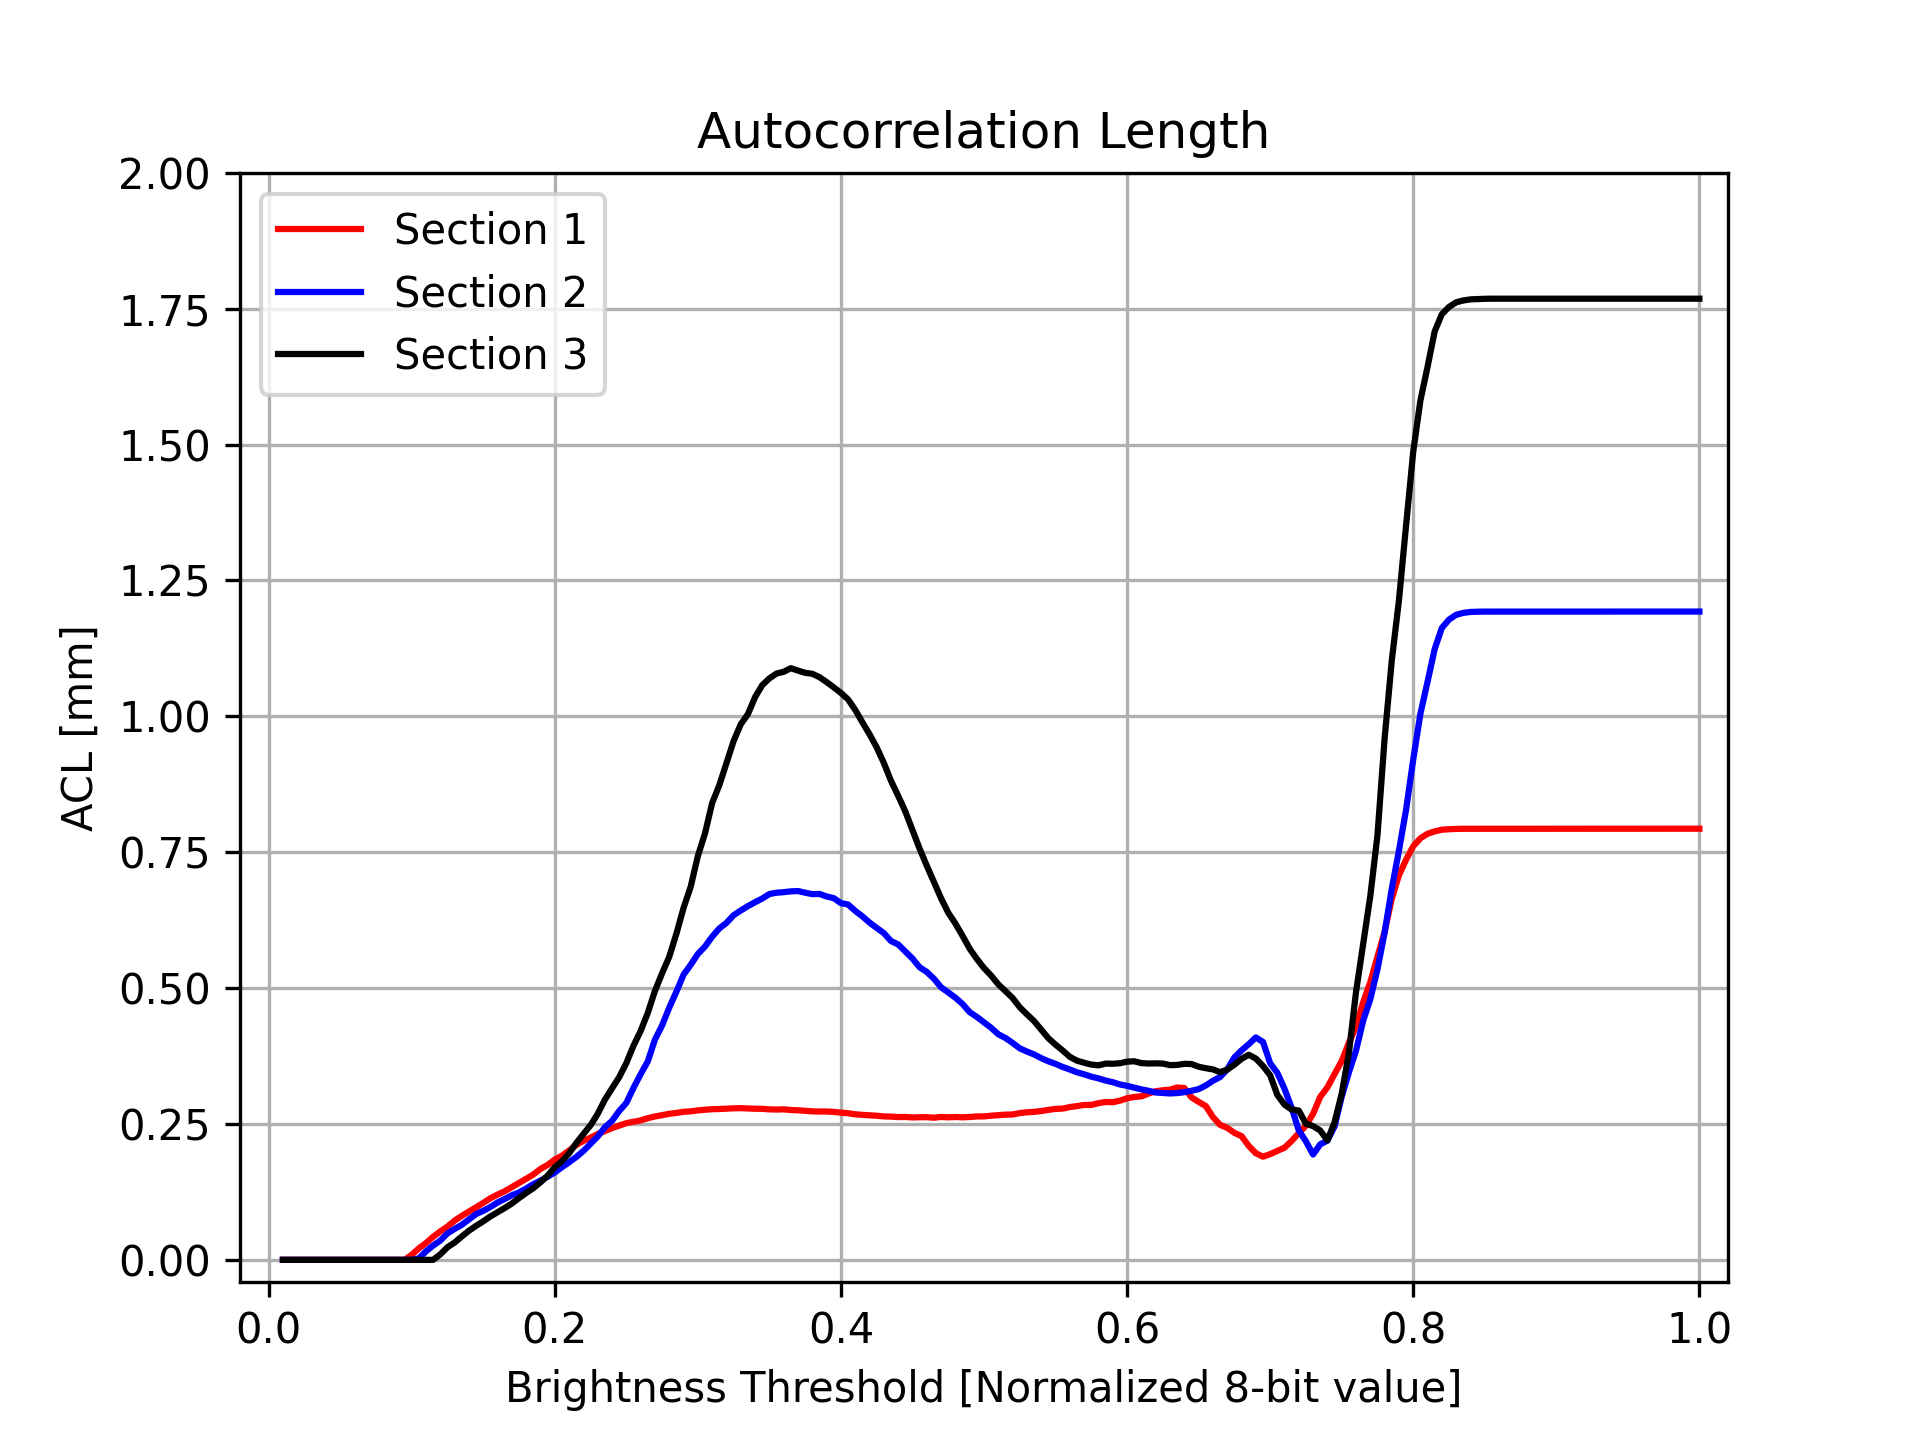 Autocorrelation Length
2.00
1.75
1.50
1.25
1.00
0.75
0.50
0.25
0.00
ACL [mm]
Section 1
Section 2
Section 3
0.0 0.2 0.4 0.6 0.8 1.0
Brightness Threshold [Normalized 8-bit value]